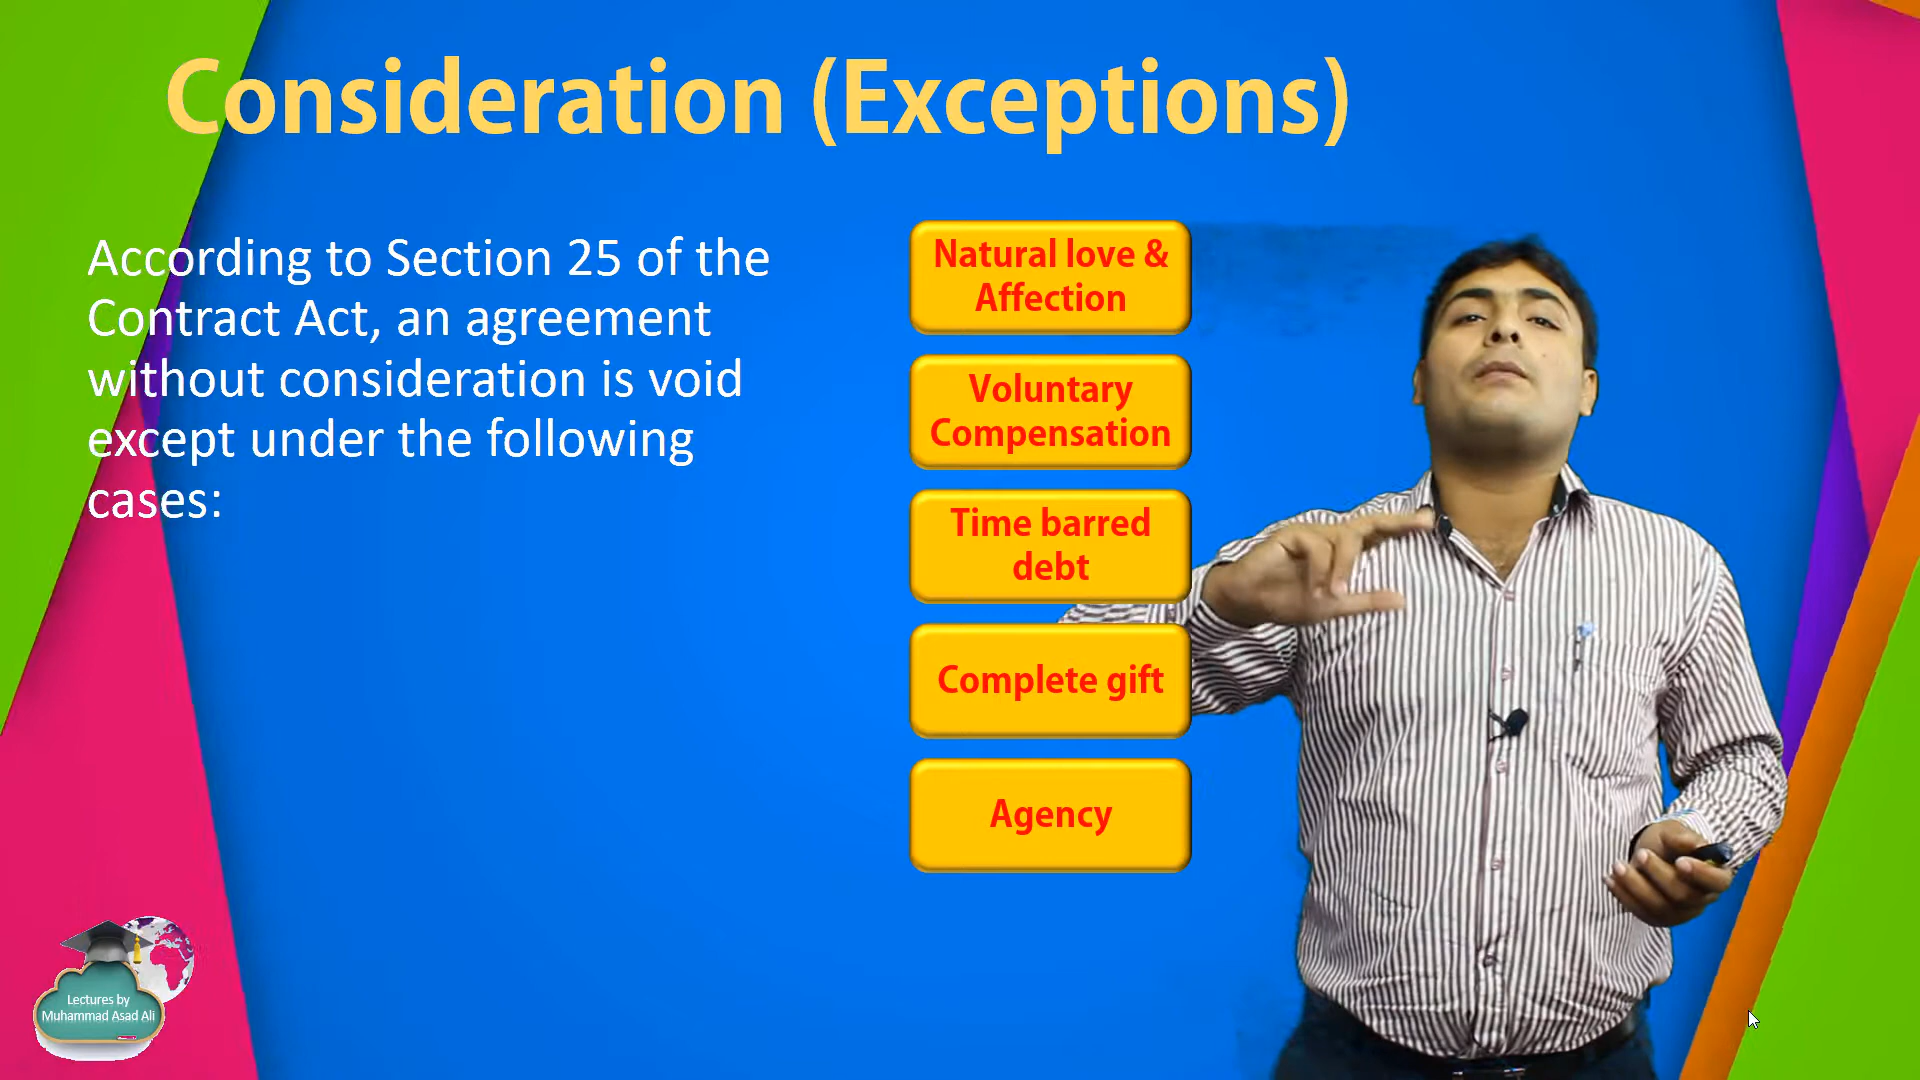 Consideration (Exceptions)
According to Section 25 of the
Contract Act, an agreement
without consideration is void
except under the following
cases:
Natural love &
Affection
Voluntary
Compensation
Time barred
debt
Complete gift
Agency
Lectures by
Muhammad Asad Ali